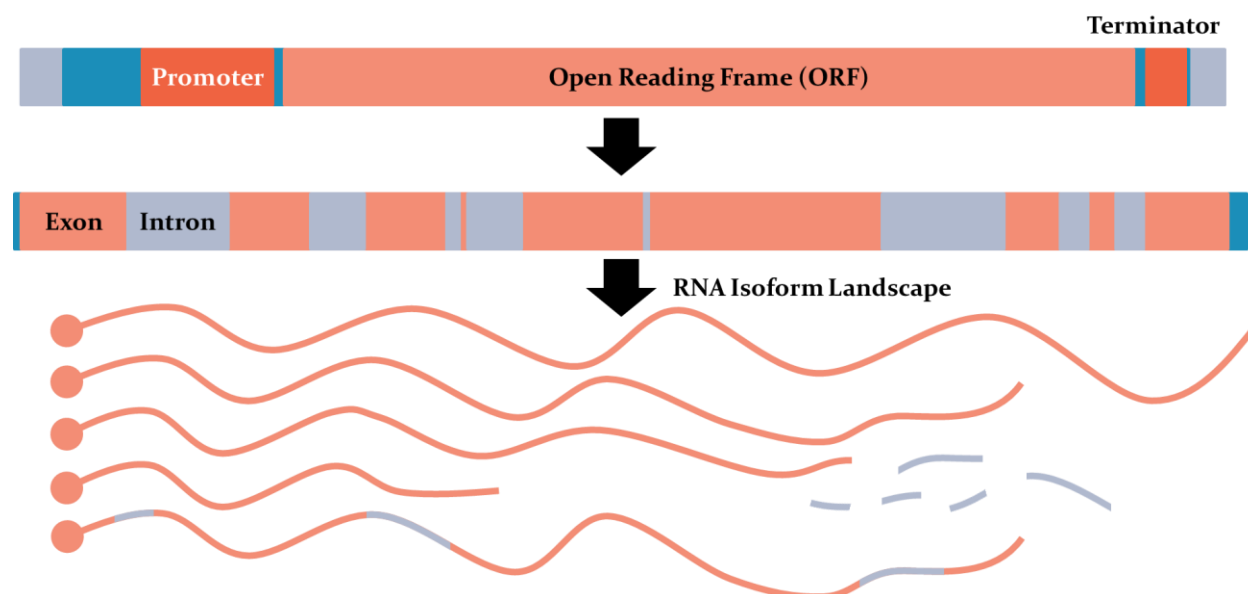 Terminator
Promoter
Open Reading Frame (ORF)
Exon
Intron
RNA Isoform Landscape